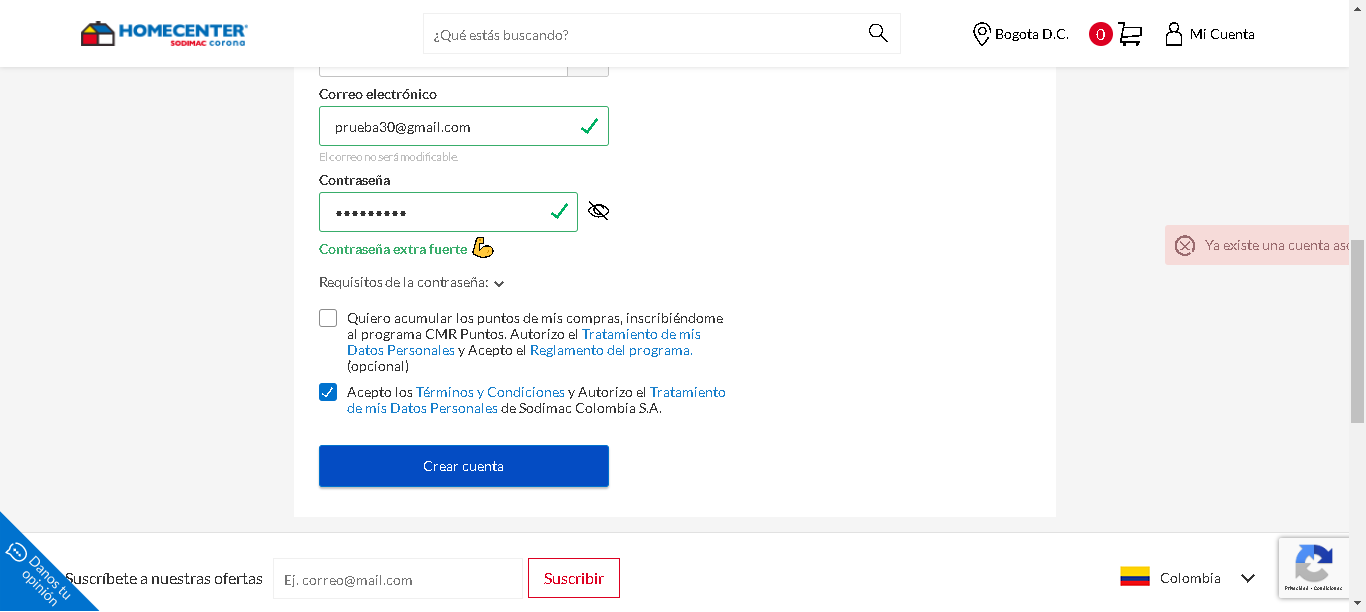 HOMECENTER
SODIMAC corona
¿Qué estás buscando?
Bogota D.C.
0
Mi Cuenta
Correo electrónico
prueba30@gmail.com
El correo no será modificable.
Contraseña
Contraseña extra fuerte
Requisitos de la contraseña:
Ya existe una cuenta aso
Quiero acumular los puntos de mis compras, inscribiéndome
al programa CMR Puntos. Autorizo el Tratamiento de mis
Datos Personales y Acepto el Reglamento del programa.
(opcional)
Acepto los Términos y Condiciones y Autorizo el Tratamiento
de mis Datos Personales de Sodimac Colombia S.A.
Crear cuenta
Danos tu
opinión
Suscríbete a nuestras ofertas
Ej. correo@mail.com
Suscribir
Colombia
Privacidad - Condiciones